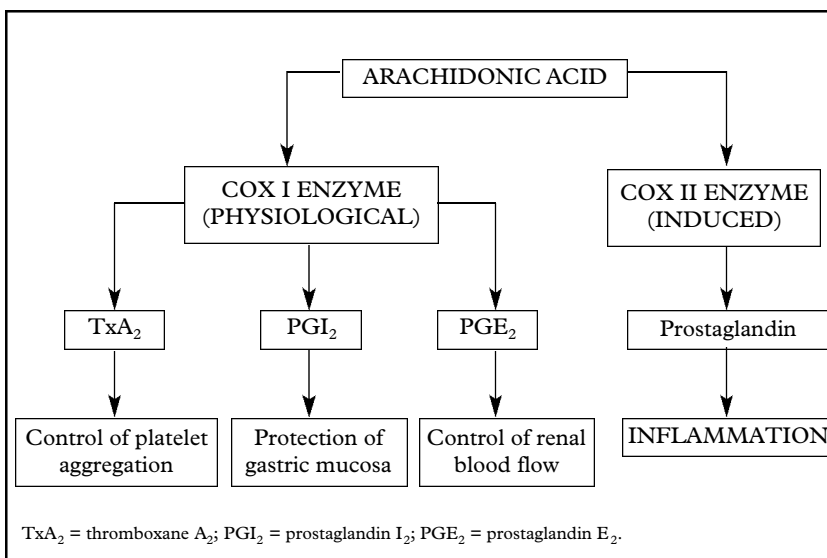 ARACHIDONIC ACID
COX I ENZYME
(PHYSIOLOGICAL)
COX II ENZYME
(INDUCED)
TxA₂
PGI₂
PGE₂
Prostaglandin
Control of platelet
aggregation
Protection of
gastric mucosa
Control of renal
blood flow
INFLAMMATION
TxA₂ = thromboxane A₂; PGI₂ = prostaglandin I₂; PGE₂ = prostaglandin E₂.